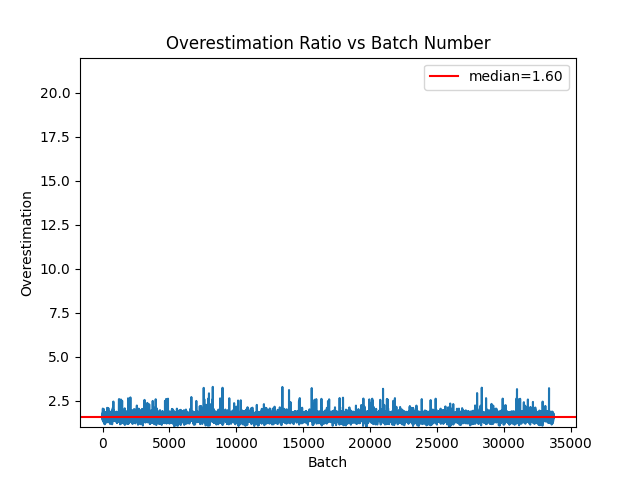 Overestimation Ratio vs Batch Number
median=1.60
Overestimation
20.0
17.5
15.0
12.5
10.0
7.5
5.0
2.5
0 5000 10000 15000 20000 25000 30000 35000
Batch